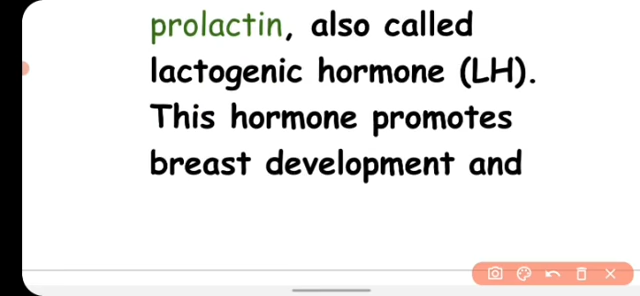 prolactin, also called
lactogenic hormone (LH).
This hormone promotes
breast development and